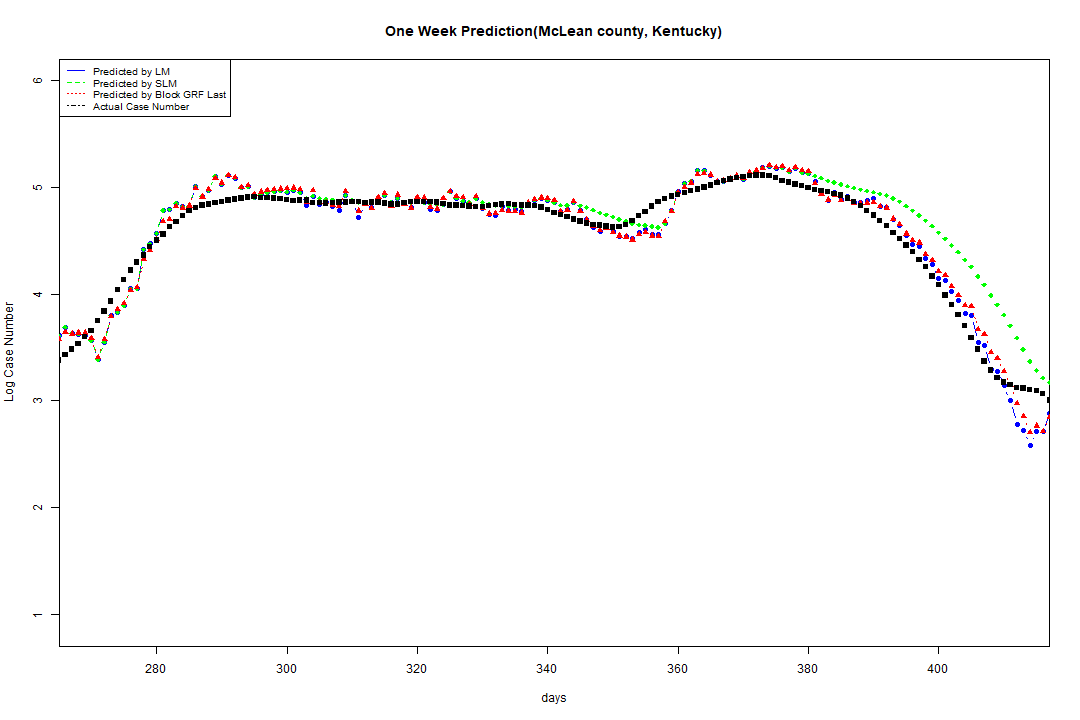 One Week Prediction(McLean county, Kentucky)
Predicted by LM
Predicted by SLM
Predicted by Block GRF Last
Actual Case Number
Log Case Number
6
5
4
3
2
1
280 300 320 340 360 380 400
days